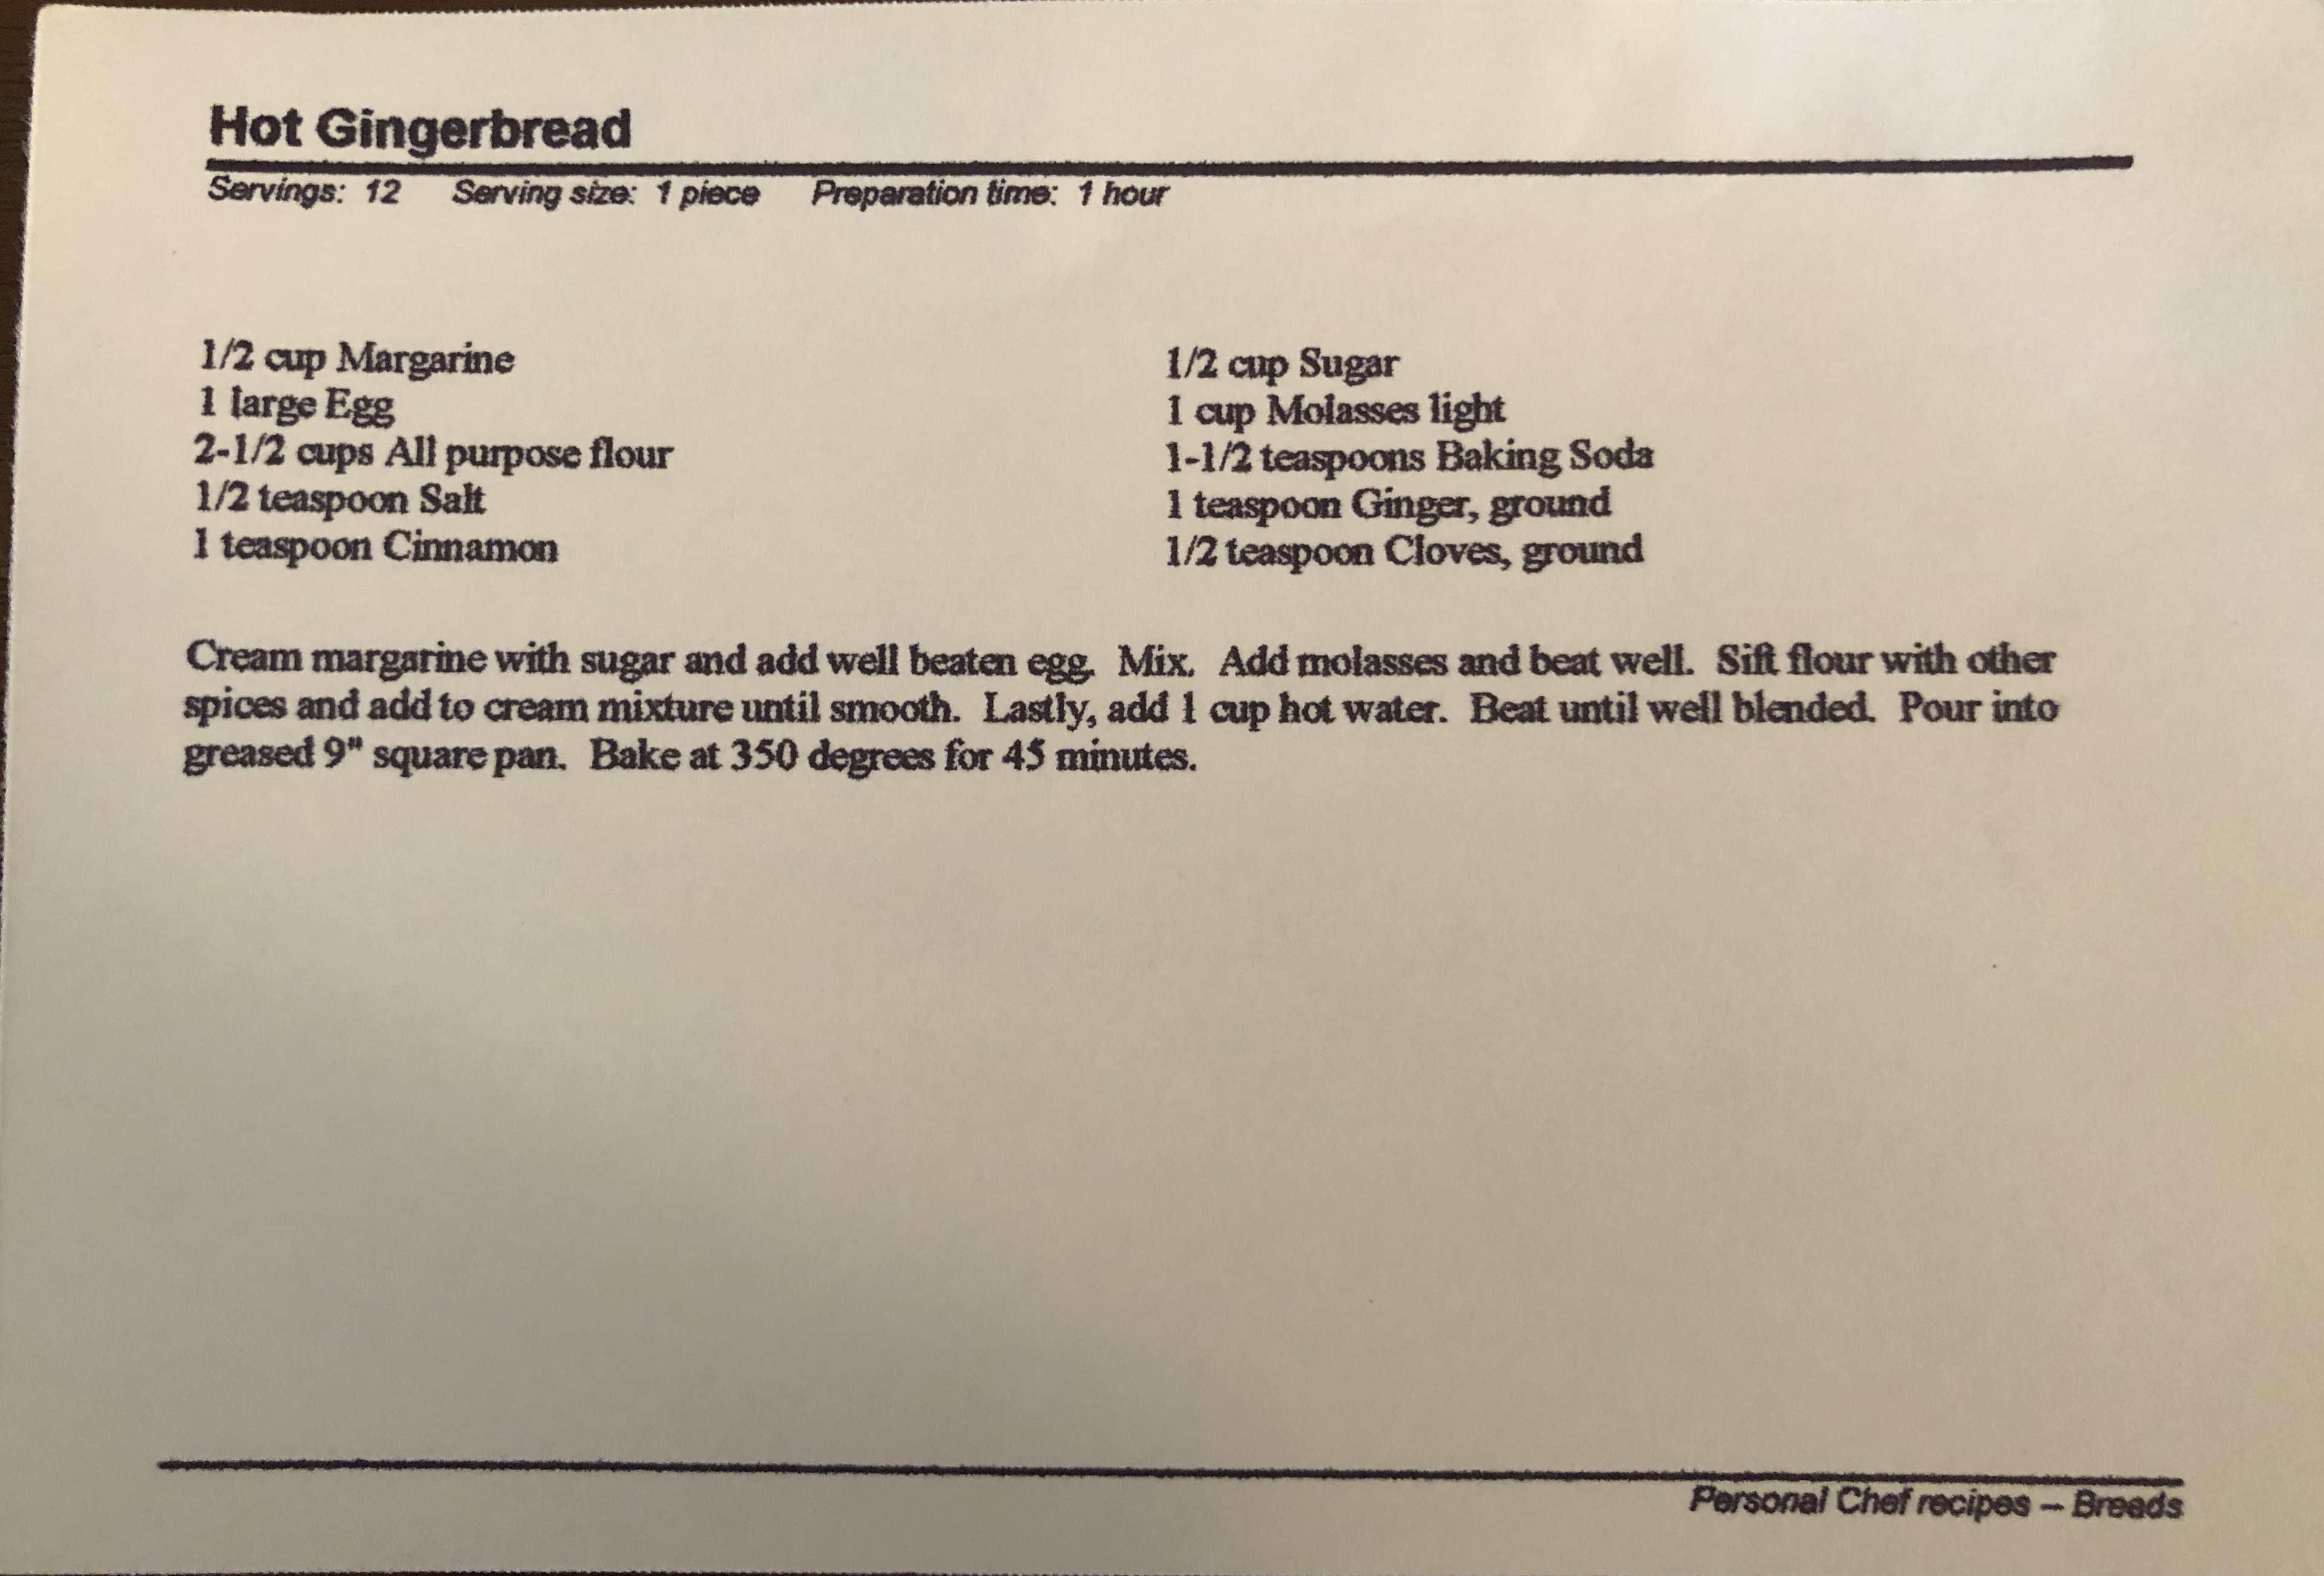 Hot Gingerbread
Servings: 12 Serving size: 1 piece Preparation time: 1 hour
1/2 cup Margarine
1 large Egg
2-1/2 cups All purpose flour
1/2 teaspoon Salt
1 teaspoon Cinnamon
1/2 cup Sugar
1 cup Molasses light
1-1/2 teaspoons Baking Soda
1 teaspoon Ginger, ground
1/2 teaspoon Cloves, ground
Cream margarine with sugar and add well beaten egg. Mix. Add molasses and beat well. Sift flour with other
spices and add to cream mixture until smooth. Lastly, add 1 cup hot water. Beat until well blended. Pour into
greased 9" square pan. Bake at 350 degrees for 45 minutes.
Personal Chef recipes – Breads